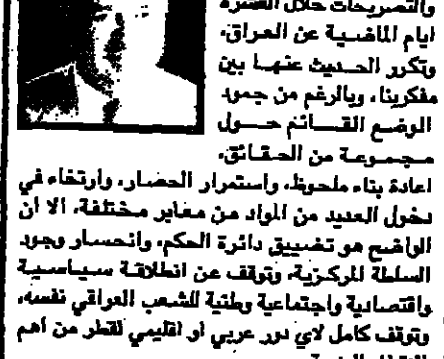 والتصريحات خلال العشرة
ايام الماضية عن العراق،
وتكرر الحديث عنها بين
مفكرينا، وبالرغم من جمود
الوضع القائم حول
مجموعة من الحقائق،
اعادة بناء ملحوظ، واستمرار الحصار، وارتخاء في
دخول العديد من المواد من معابر مختلفة، الا ان
الواضح هو تضييق دائرة الحكم، وانحسار وجود
السلطة المركزية، وتوقف عن انطلاقة سياسية
واقتصادية واجتماعية وطنية للشعب العراقي نفسه،
وتوقف كامل لاي دور عربي او اقليمي لقطر من اهم